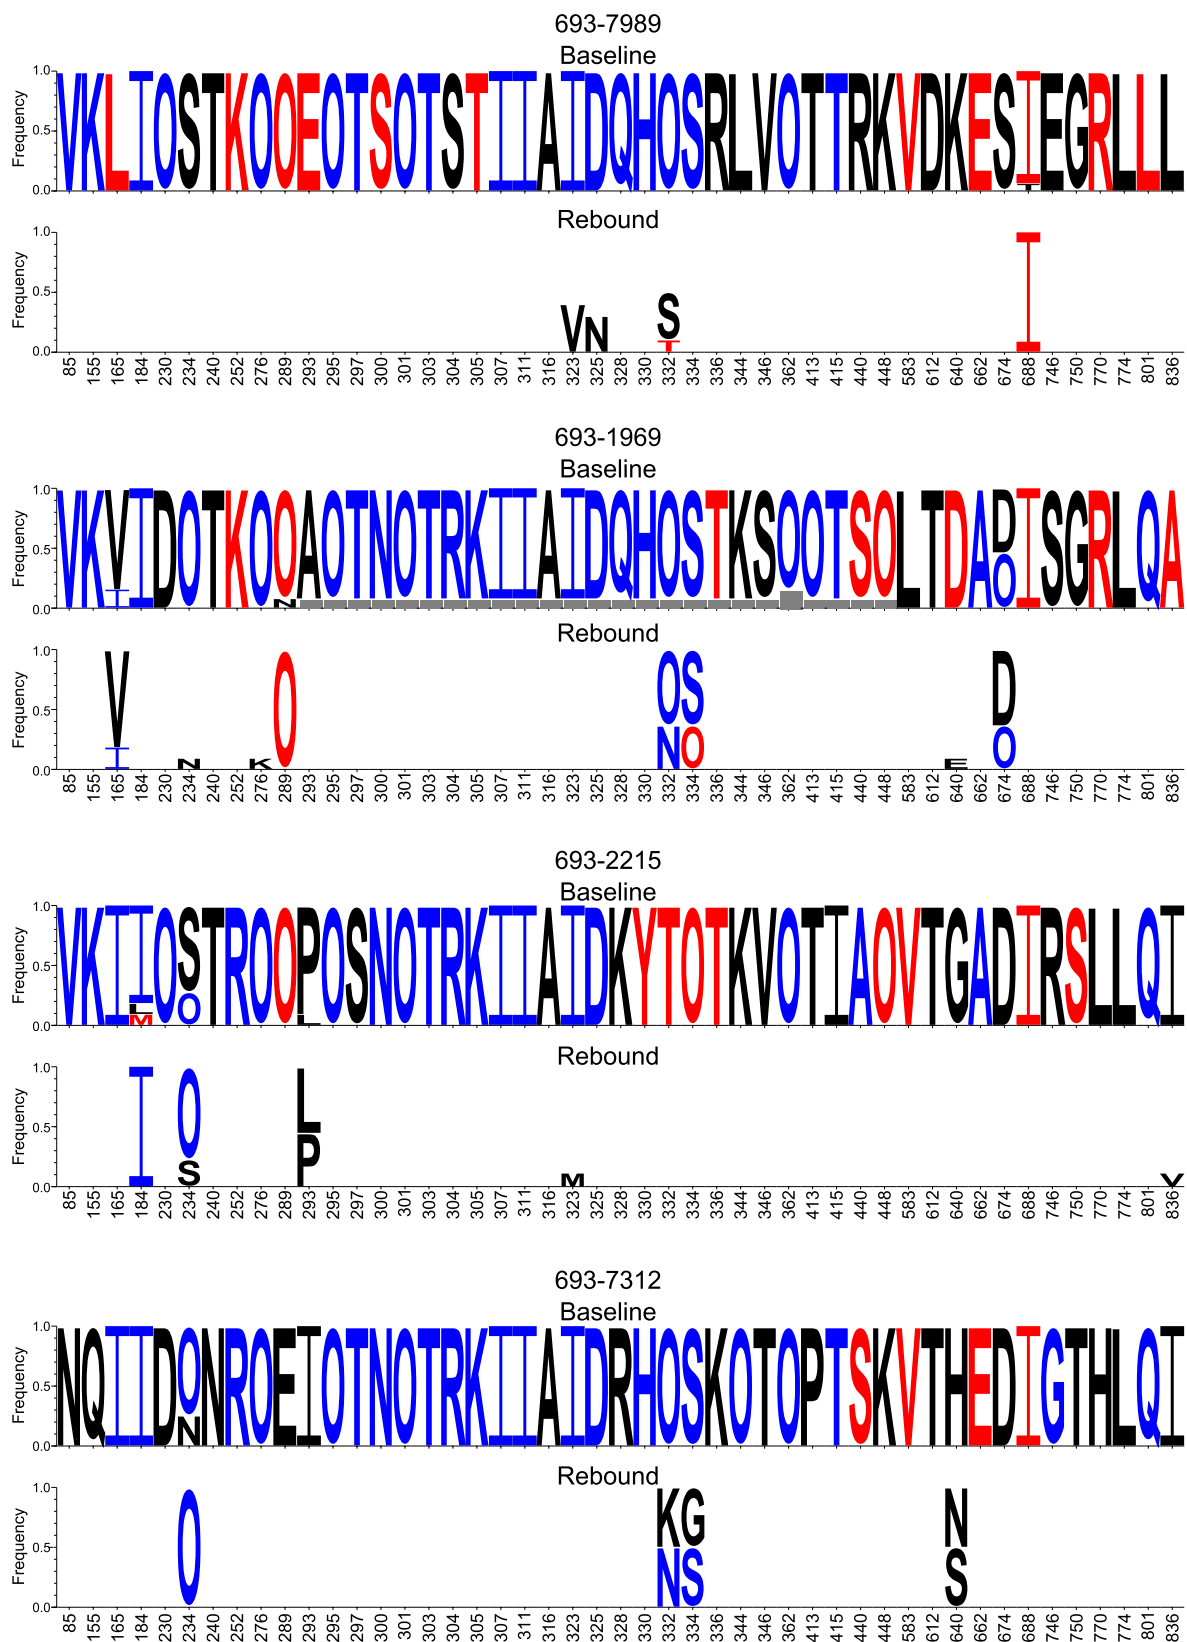 693-7989
Baseline
Frequency
1.0
0.5
0.0
VKLIOSTKOOEOTSOTSTIIAIDQHOSRLVOTTRKVDKESIEGRLLL
Rebound
Frequency
1.0
0.5
0.0
VN S I
T
85 155 165 184 230 234 240 252 276 289 293 295 297 300 301 303 304 305 307 311 316 323 325 328 330 332 334 336 344 346 362 413 415 440 448 583 612 640 662 674 688 746 750 770 774 801 836
693-1969
Baseline
Frequency
1.0
0.5
0.0
VKVIDOTKOOAOTNOTRKIIAIDQHOSTKSOOTSOLTDADISGRLQA
I N O
Rebound
Frequency
1.0
0.5
0.0
V O OS D
I N K NO E O
85 155 165 184 230 234 240 252 276 289 293 295 297 300 301 303 304 305 307 311 316 323 325 328 330 332 334 336 344 346 362 413 415 440 448 583 612 640 662 674 688 746 750 770 774 801 836
693-2215
Baseline
Frequency
1.0
0.5
0.0
VKIIOSTROOPOSNOTRKIIAIDKYTOTKVOTIAOVTGADIRSLLQI
L O L
M
Rebound
Frequency
1.0
0.5
0.0
I O L
S P M V
85 155 165 184 230 234 240 252 276 289 293 295 297 300 301 303 304 305 307 311 316 323 325 328 330 332 334 336 344 346 362 413 415 440 448 583 612 640 662 674 688 746 750 770 774 801 836
693-7312
Baseline
Frequency
1.0
0.5
0.0
NQIIDONROEIOTNOTRKIIAIDRHOSKOTOPTSKVTHEDIGTHLQI
N
Rebound
Frequency
1.0
0.5
0.0
O KG N
NS S
85 155 165 184 230 234 240 252 276 289 293 295 297 300 301 303 304 305 307 311 316 323 325 328 330 332 334 336 344 346 362 413 415 440 448 583 612 640 662 674 688 746 750 770 774 801 836